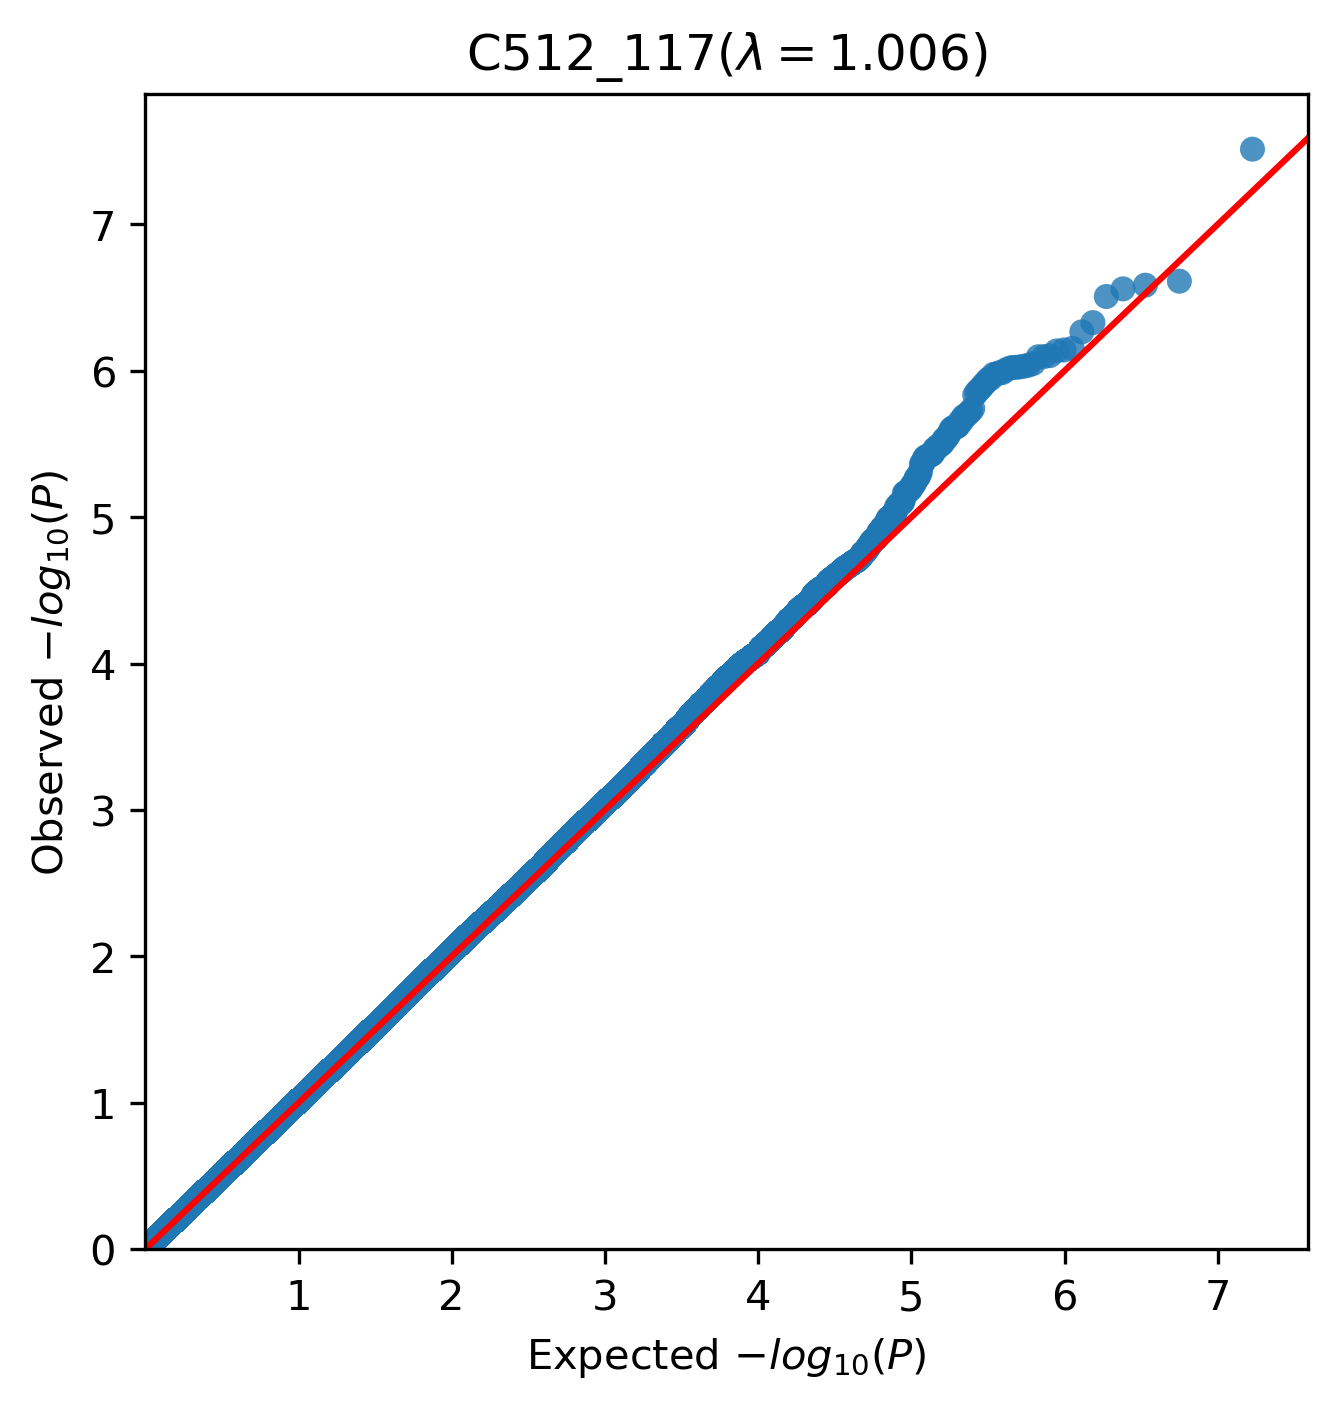 C512_117(λ = 1.006)
Observed −log₁₀(P)
7
6
5
4
3
2
1
0
1 2 3 4 5 6 7
Expected −log₁₀(P)